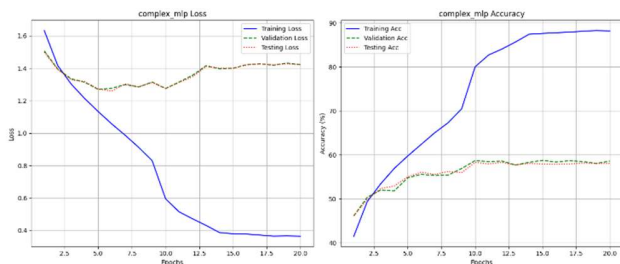 complex_mlp Loss
Training Loss
Validation Loss
Testing Loss
1.6
1.4
1.2
1.0
0.8
0.6
0.4
Loss
2.5
5.0
7.5
10.0
12.5
15.0
17.5
20.0
Epochs
complex_mlp Accuracy
Training Acc
Validation Acc
Testing Acc
90
80
70
60
50
40
Accuracy (%)
2.5
5.0
7.5
10.0
12.5
15.0
17.5
20.0
Epochs